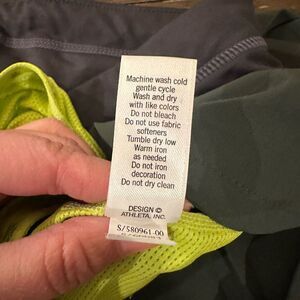 Machine wash cold
gentle cycle
Wash and dry
with like colors
Do not bleach
Do not use fabric
softeners
Tumble dry low
Warm iron
as needed
Do not iron
decoration
Do not dry clean
DESIGN ©
ATHLETA, INC.
S/580961-00